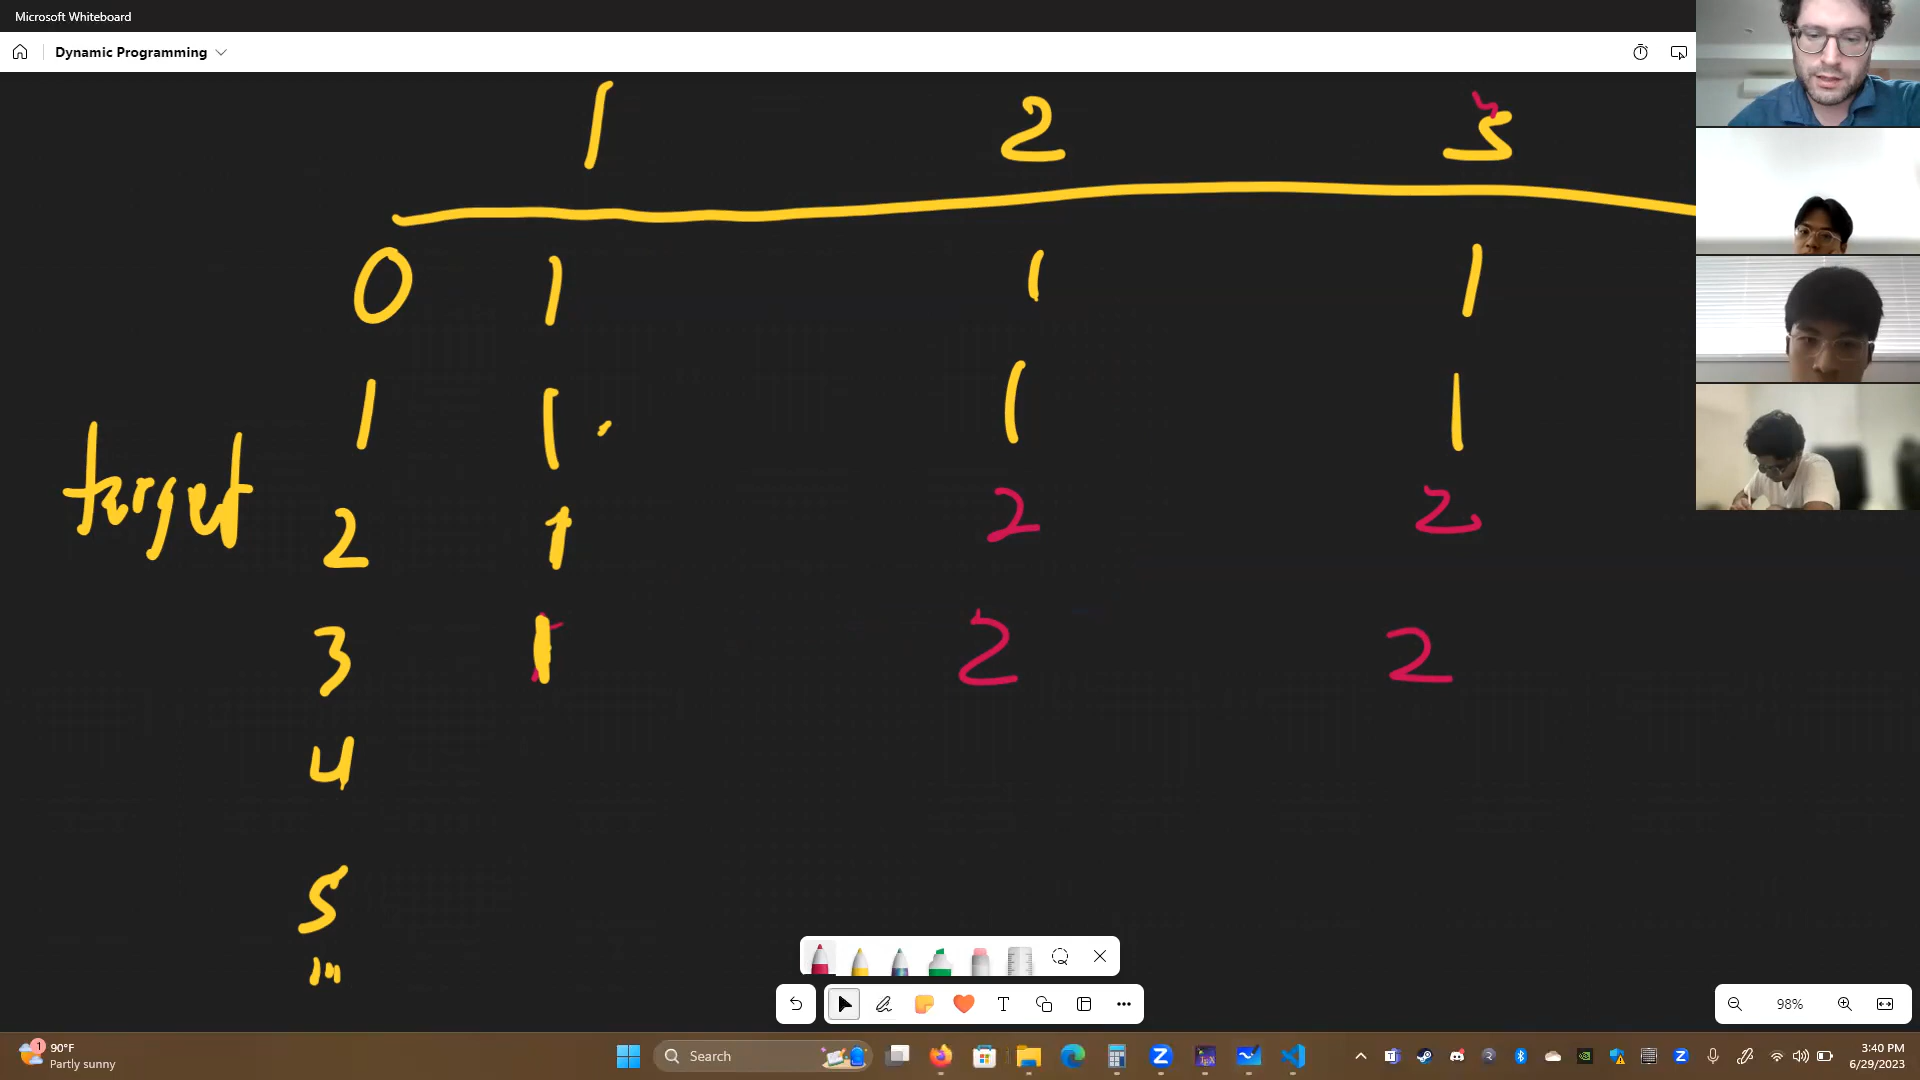 Microsoft Whiteboard
Dynamic Programming
1 2
0 1 1 1
1 1 1 1
target
2 1 2 2
3 1 2 2
4
5
98%
1
90°F
Partly sunny
Search
3:40 PM
6/29/2023